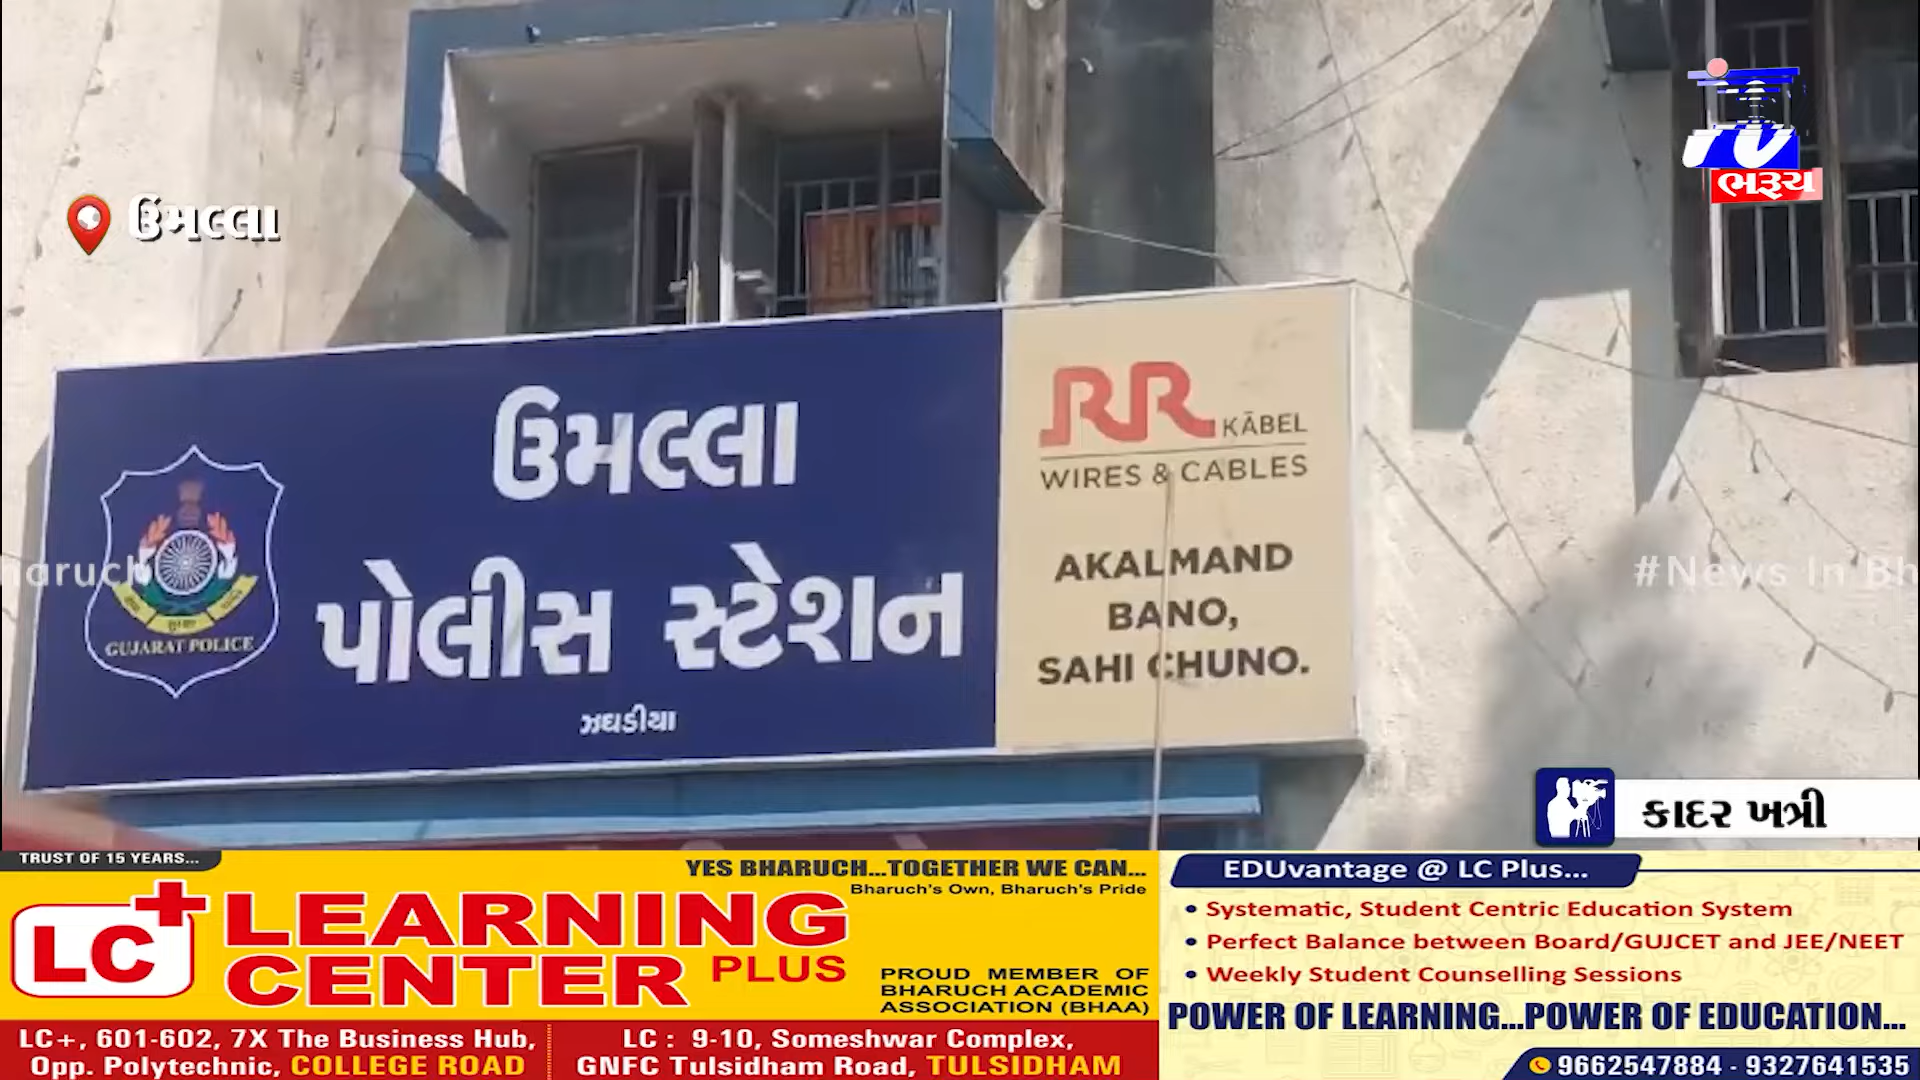 ટીવી
ભરૂચ
ઉમલ્લા
ઉમલ્લા
પોલીસ સ્ટેશન
ઝઘડીયા
GUJARAT POLICE
RR KĀBEL
WIRES & CABLES
AKALMAND
BANO,
SAHI CHUNO.
haruch
#News In Bh
કાદર ખત્રી
TRUST OF 15 YEARS...
LC+ LEARNING
CENTER PLUS
YES BHARUCH...TOGETHER WE CAN...
Bharuch's Own, Bharuch's Pride
PROUD MEMBER OF
BHARUCH ACADEMIC
ASSOCIATION (BHAA)
LC+, 601-602, 7X The Business Hub,
Opp. Polytechnic, COLLEGE ROAD
LC : 9-10, Someshwar Complex,
GNFC Tulsidham Road, TULSIDHAM
EDUvantage @ LC Plus...
• Systematic, Student Centric Education System
• Perfect Balance between Board/GUJCET and JEE/NEET
• Weekly Student Counselling Sessions
POWER OF LEARNING...POWER OF EDUCATION...
9662547884 - 9327641535